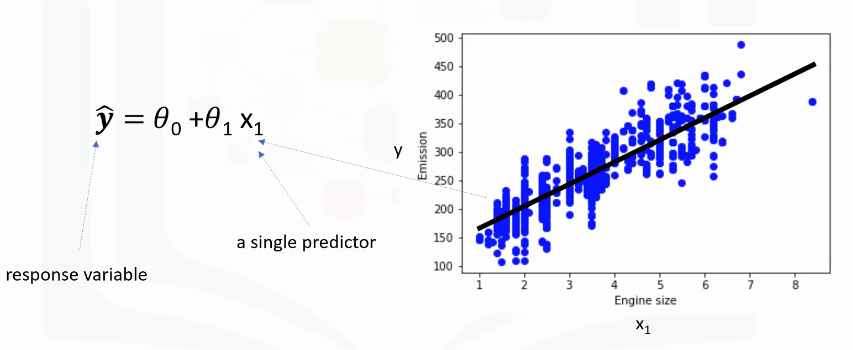 ŷ = θ₀ +θ₁ x₁
response variable
a single predictor
y
Emission
500
450
400
350
300
250
200
150
100
1 2 3 4 5 6 7 8
Engine size
x₁